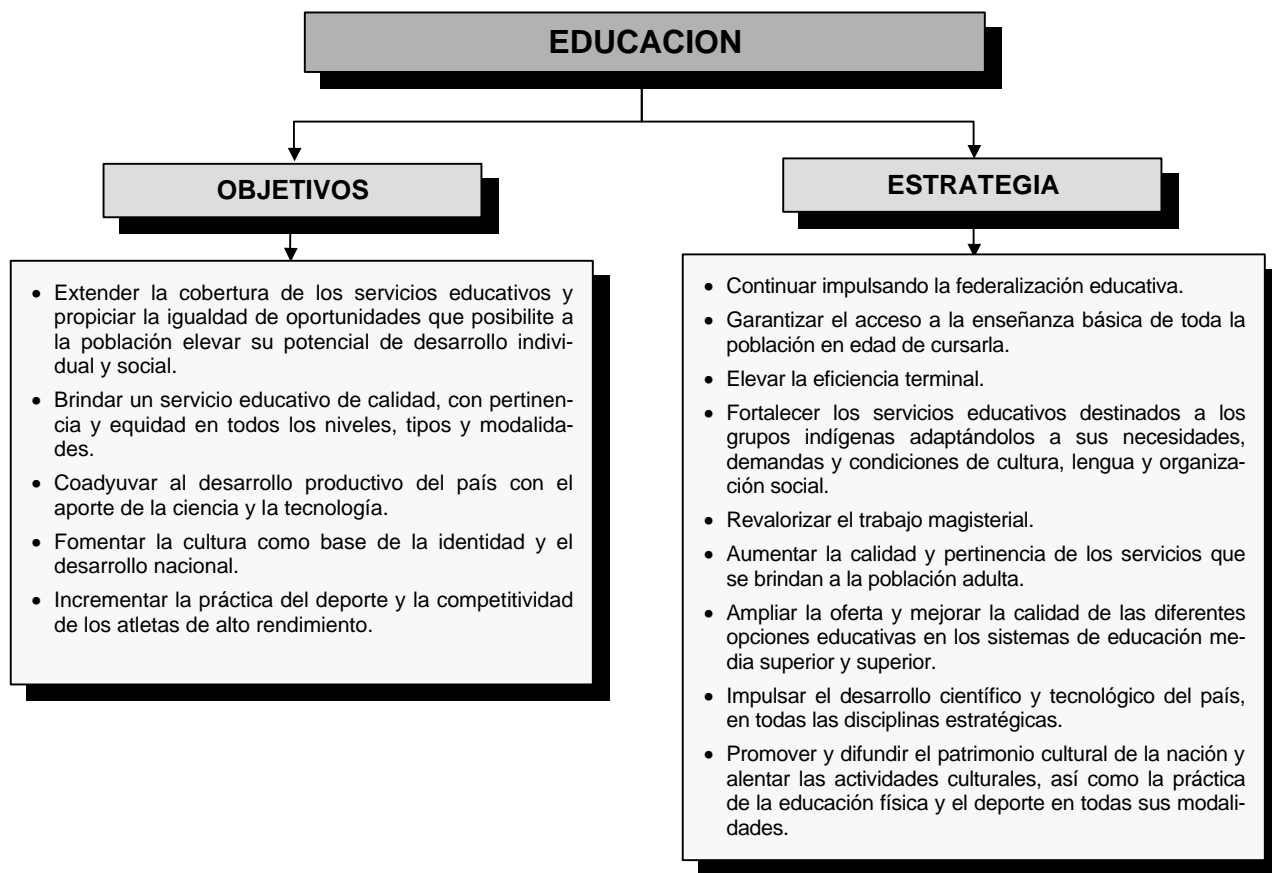 EDUCACION
OBJETIVOS
• Extender la cobertura de los servicios educativos y
propiciar la igualdad de oportunidades que posibilite a
la población elevar su potencial de desarrollo indivi-
dual y social.
• Brindar un servicio educativo de calidad, con pertinen-
cia y equidad en todos los niveles, tipos y modalida-
des.
• Coadyuvar al desarrollo productivo del país con el
aporte de la ciencia y la tecnología.
• Fomentar la cultura como base de la identidad y el
desarrollo nacional.
• Incrementar la práctica del deporte y la competitividad
de los atletas de alto rendimiento.
ESTRATEGIA
• Continuar impulsando la federalización educativa.
• Garantizar el acceso a la enseñanza básica de toda la
población en edad de cursarla.
• Elevar la eficiencia terminal.
• Fortalecer los servicios educativos destinados a los
grupos indígenas adaptándolos a sus necesidades,
demandas y condiciones de cultura, lengua y organiza-
ción social.
• Revalorizar el trabajo magisterial.
• Aumentar la calidad y pertinencia de los servicios que
se brindan a la población adulta.
• Ampliar la oferta y mejorar la calidad de las diferentes
opciones educativas en los sistemas de educación me-
dia superior y superior.
• Impulsar el desarrollo científico y tecnológico del país,
en todas las disciplinas estratégicas.
• Promover y difundir el patrimonio cultural de la nación y
alentar las actividades culturales, así como la práctica
de la educación física y el deporte en todas sus modali-
dades.